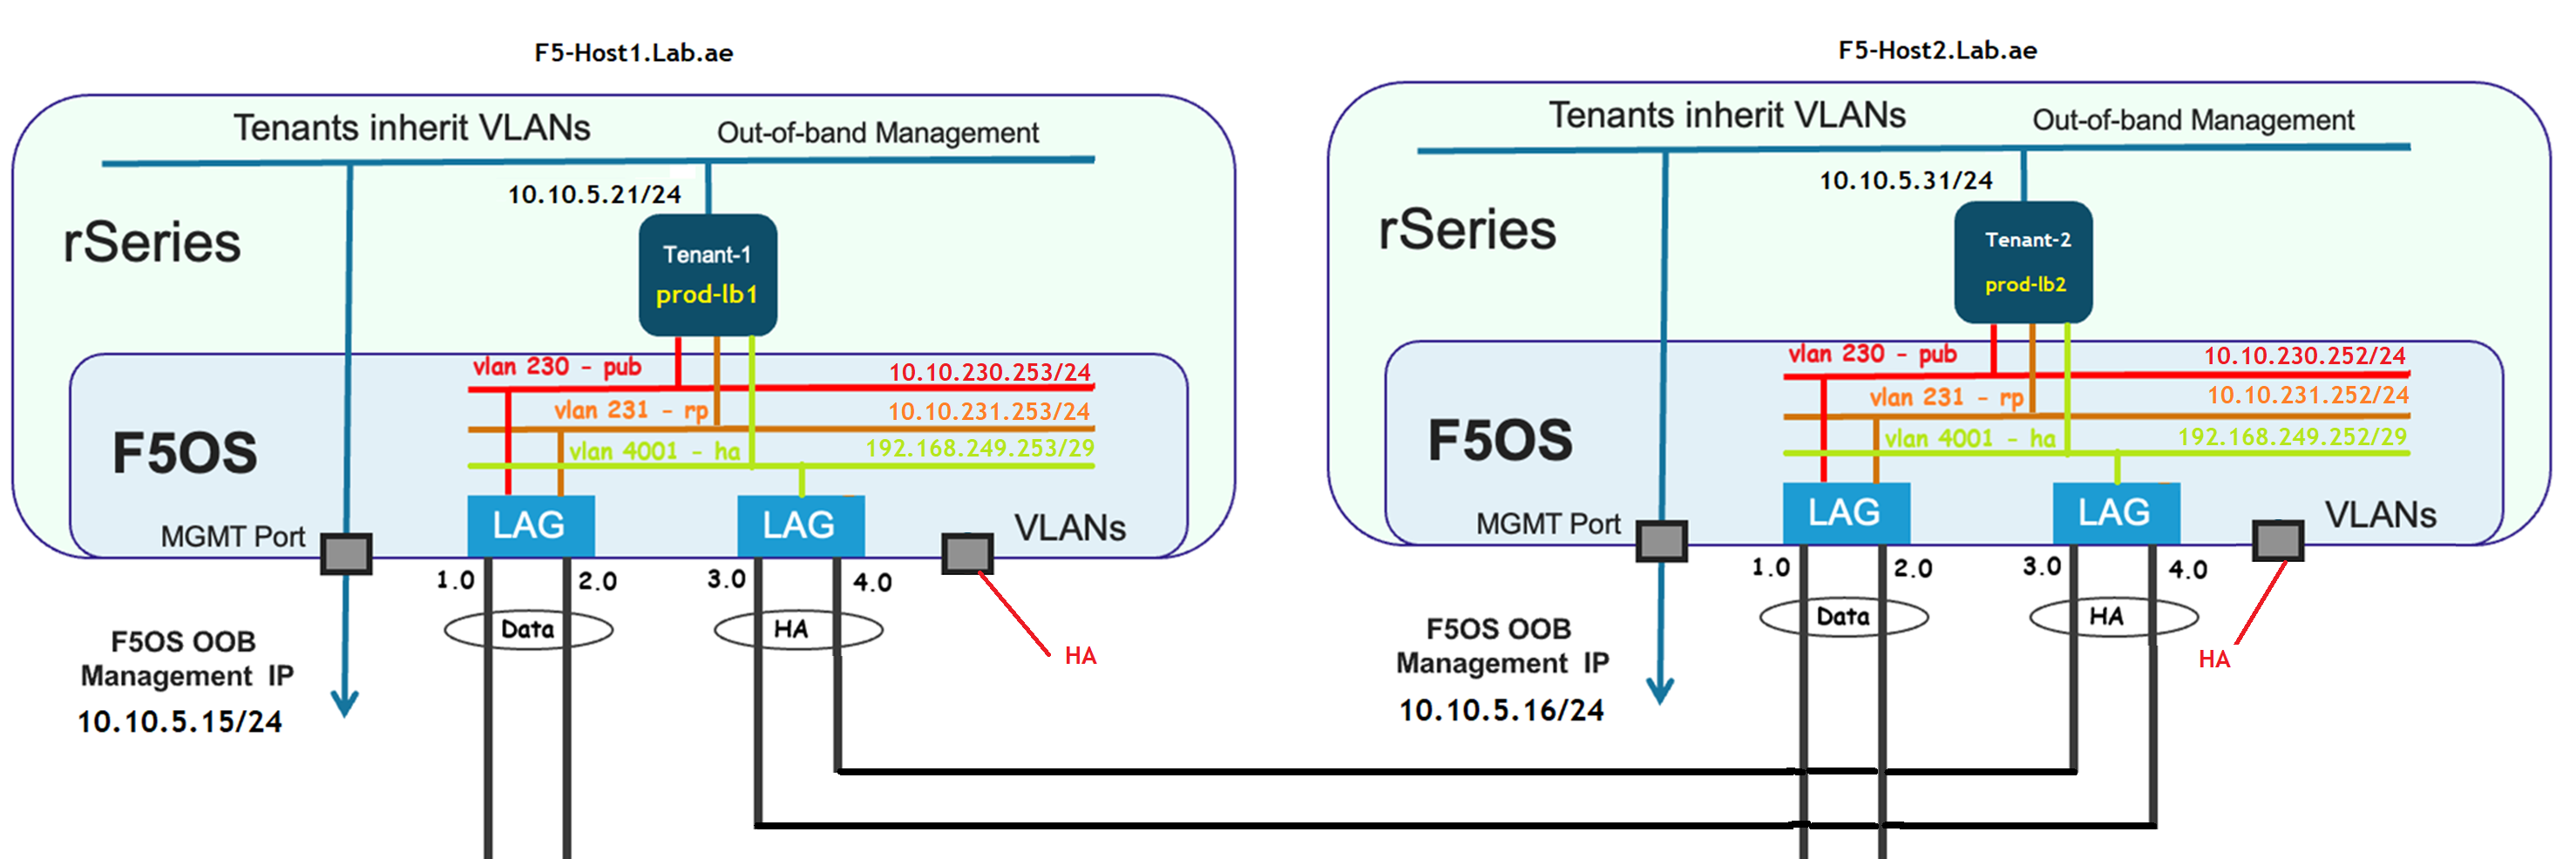 F5-Host1.Lab.ae
Tenants inherit VLANs
Out-of-band Management
10.10.5.21/24
rSeries
Tenant-1
prod-lb1
vlan 230 - pub
10.10.230.253/24
vlan 231 - rp
10.10.231.253/24
F5OS
vlan 4001 - ha
192.168.249.253/29
MGMT Port
LAG
LAG
VLANs
1.0
2.0
3.0
4.0
Data
HA
HA
F5OS OOB
Management IP
10.10.5.15/24
F5-Host2.Lab.ae
Tenants inherit VLANs
Out-of-band Management
10.10.5.31/24
rSeries
Tenant-2
prod-lb2
vlan 230 - pub
10.10.230.252/24
vlan 231 - rp
10.10.231.252/24
F5OS
vlan 4001 - ha
192.168.249.252/29
MGMT Port
LAG
LAG
VLANs
1.0
2.0
3.0
4.0
Data
HA
HA
F5OS OOB
Management IP
10.10.5.16/24